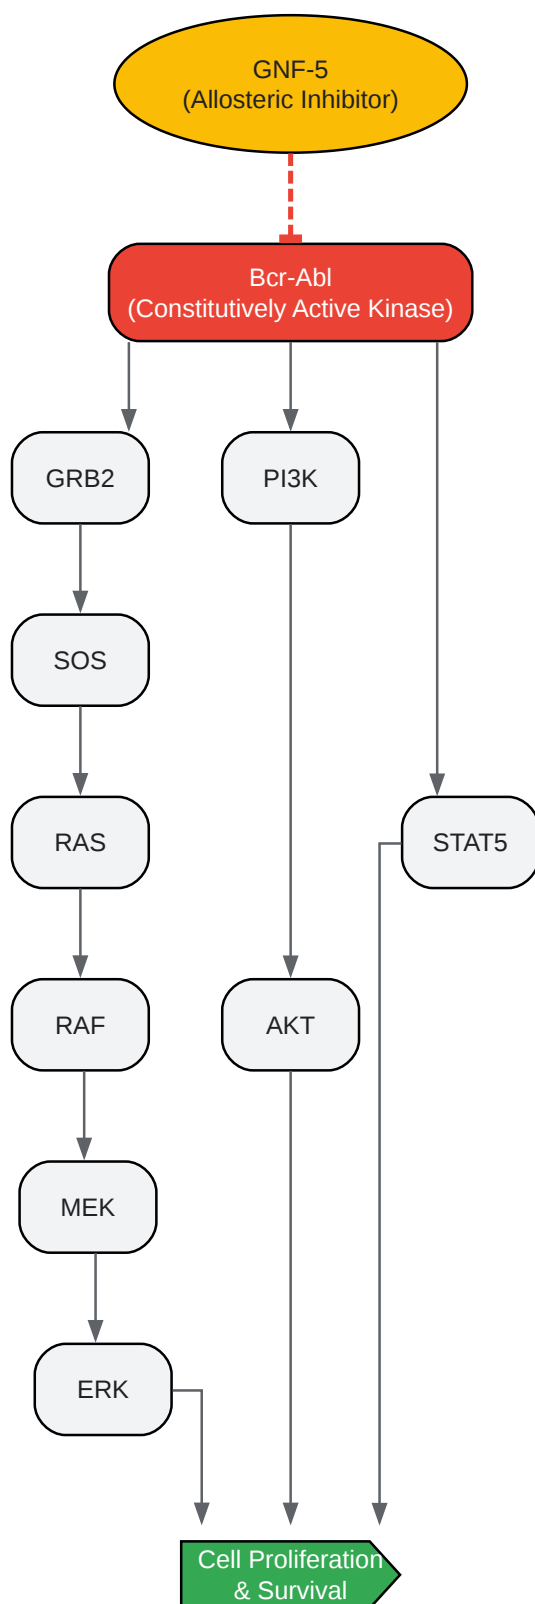 GNF-5
(Allosteric Inhibitor)
Bcr-Abl
(Constitutively Active Kinase)
GRB2
PI3K
SOS
RAS
STAT5
RAF
AKT
MEK
ERK
Cell Proliferation
& Survival